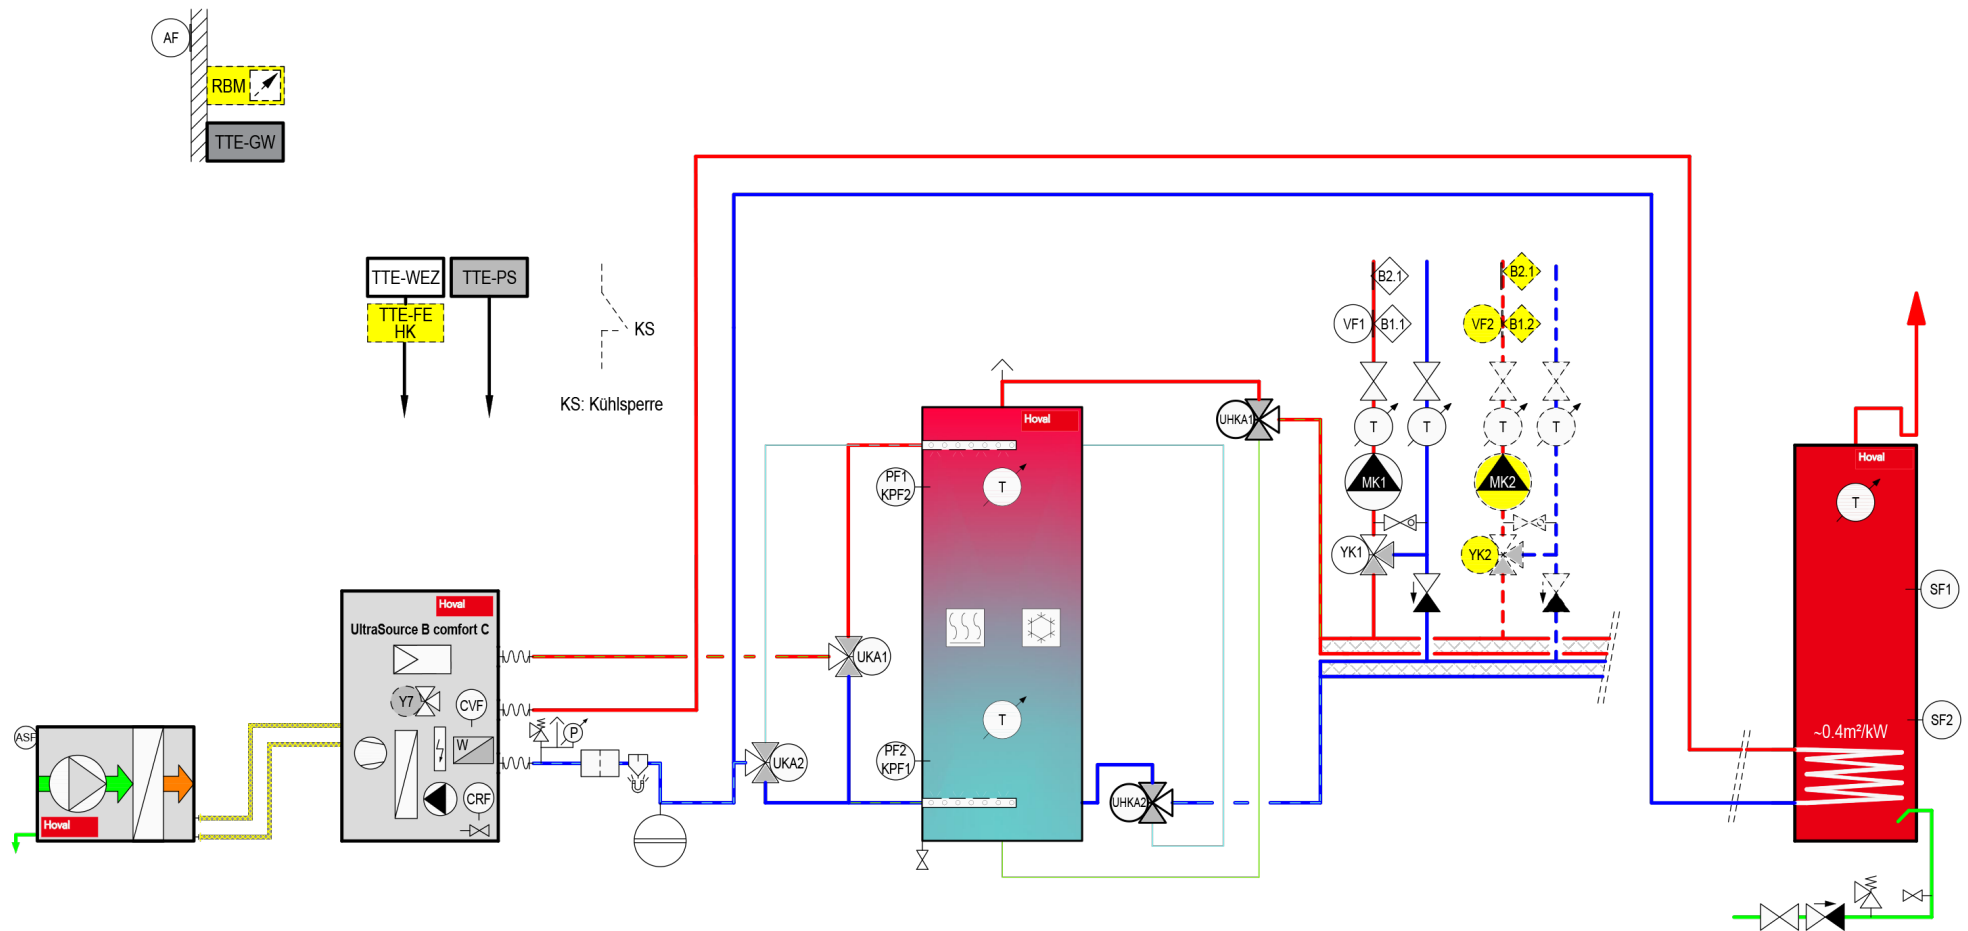 AF
RBM
TTE-GW
TTE-WEZ
TTE-PS
TTE-FE
HK
KS
KS: Kühlsperre
B2.1
B2.1
VF1
B1.1
VF2
B1.2
Hoval
UHKA1
T
T
T
T
PF1
KPF2
T
MK1
MK2
Hoval
T
YK1
YK2
Hoval
UltraSource B comfort C
UKA1
SF1
Y7
CVF
T
SF2
ASF
P
W
UKA2
PF2
KPF1
~0.4m²/kW
CRF
UHKA2
Hoval